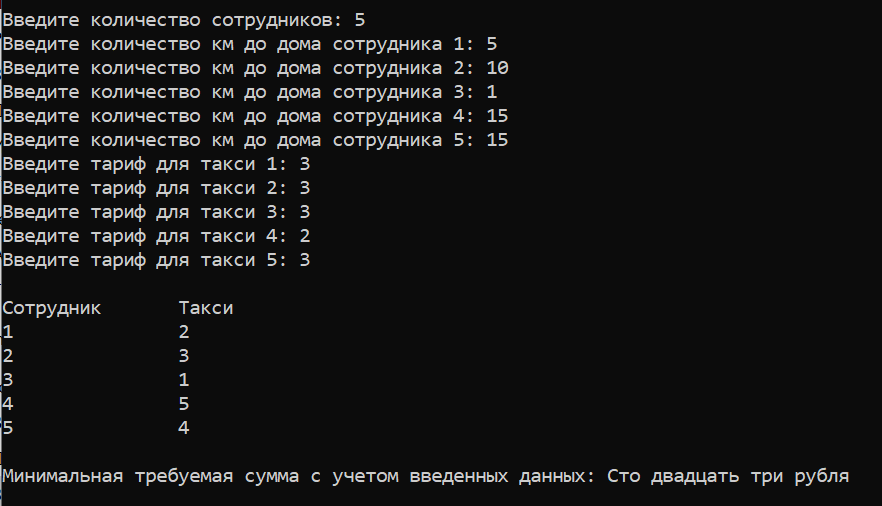 Введите количество сотрудников: 5
Введите количество км до дома сотрудника 1: 5
Введите количество км до дома сотрудника 2: 10
Введите количество км до дома сотрудника 3: 1
Введите количество км до дома сотрудника 4: 15
Введите количество км до дома сотрудника 5: 15
Введите тариф для такси 1: 3
Введите тариф для такси 2: 3
Введите тариф для такси 3: 3
Введите тариф для такси 4: 2
Введите тариф для такси 5: 3
Сотрудник Такси
1 2
2 3
3 1
4 5
5 4
Минимальная требуемая сумма с учетом введенных данных: Сто двадцать три рубля